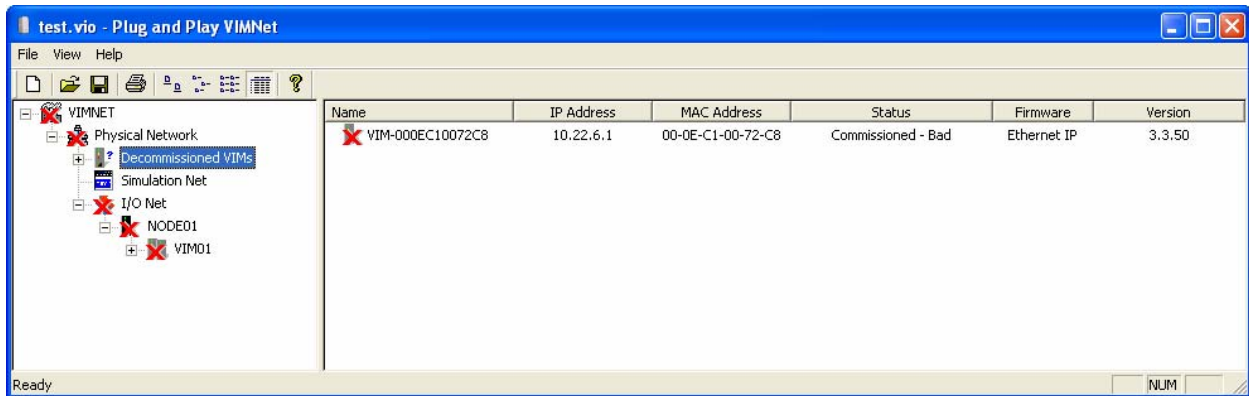 test.vio - Plug and Play VIMNet
File View Help
VIMNET
Physical Network
Decommissioned VIMs
Simulation Net
I/O Net
NODE01
VIM01
Name IP Address MAC Address Status Firmware Version
VIM-000EC10072C8 10.22.6.1 00-0E-C1-00-72-C8 Commissioned - Bad Ethernet IP 3.3.50
Ready NUM